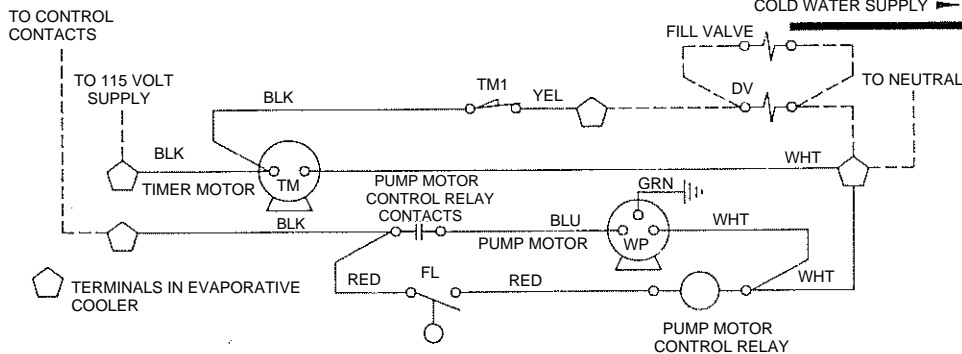 COLD WATER SUPPLY
TO CONTROL
CONTACTS
FILL VALVE
TO 115 VOLT
SUPPLY
TM1
DV
TO NEUTRAL
BLK
YEL
BLK
WHT
TIMER MOTOR
TM
PUMP MOTOR
CONTROL RELAY
CONTACTS
GRN
BLK
BLU
WHT
PUMP MOTOR
WP
RED
FL
RED
WHT
TERMINALS IN EVAPORATIVE
COOLER
PUMP MOTOR
CONTROL RELAY